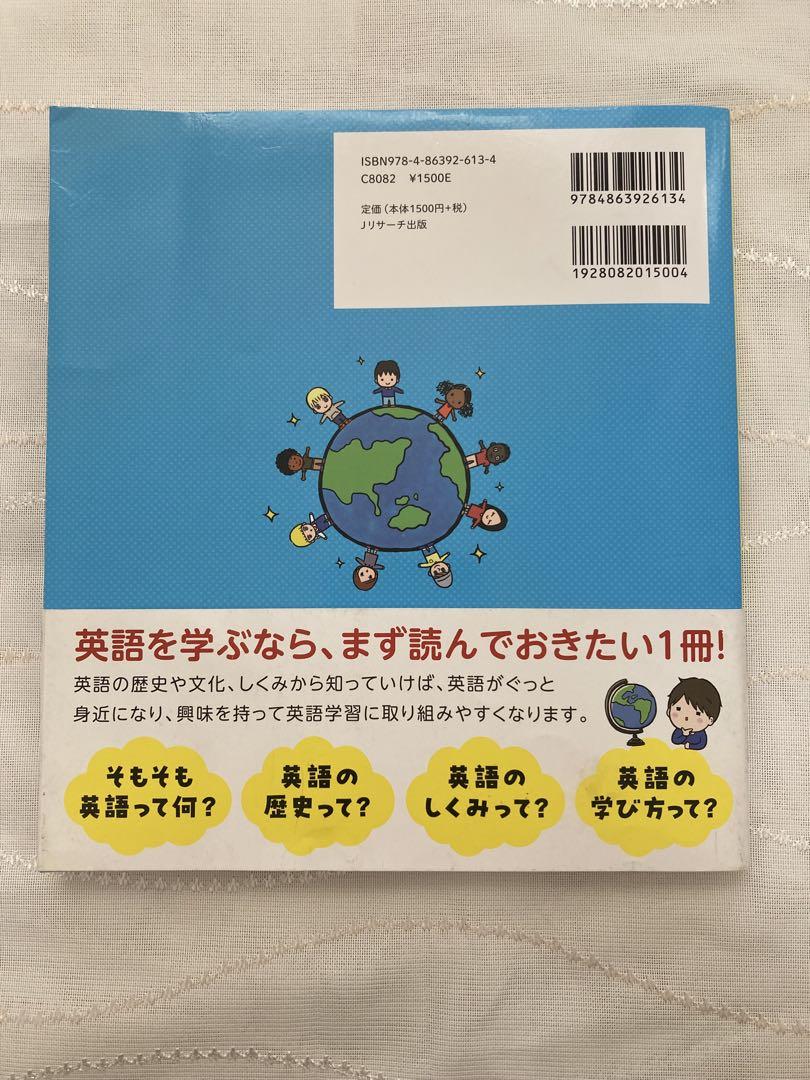 ISBN978-4-86392-613-4
C8082 ¥1500E
定価(本体1500円+税)
Jリサーチ出版
9784863926134
1928082015004
英語を学ぶなら、まず読んでおきたい1冊!
英語の歴史や文化、しくみから知っていけば、英語がぐっと
身近になり、興味を持って英語学習に取り組みやすくなります。
そもそも
英語って何?
英語の
歴史って?
英語の
しくみって?
英語の
学び方って?